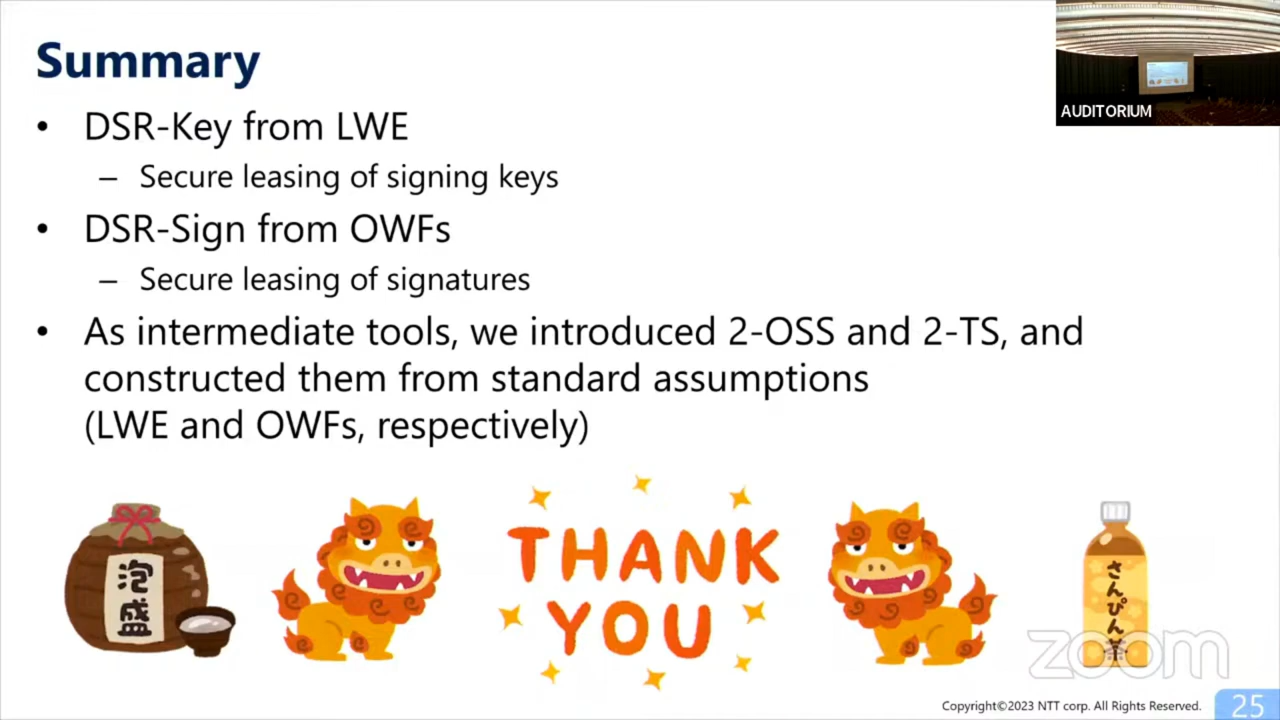 Summary
AUDITORIUM
• DSR-Key from LWE
– Secure leasing of signing keys
• DSR-Sign from OWFs
– Secure leasing of signatures
• As intermediate tools, we introduced 2-OSS and 2-TS, and
constructed them from standard assumptions
(LWE and OWFs, respectively)
泡盛
THANK
YOU
さんぴん茶
zoom
Copyright©2023 NTT corp. All Rights Reserved.
25